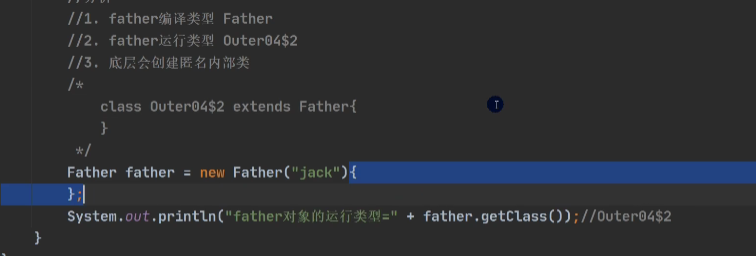 //1. father编译类型 Father
//2. father运行类型 Outer04$2
//3. 底层会创建匿名内部类
/*
class Outer04$2 extends Father{
}
*/
Father father = new Father("jack"){
};
System.out.println("father对象的运行类型=" + father.getClass());//Outer04$2
}